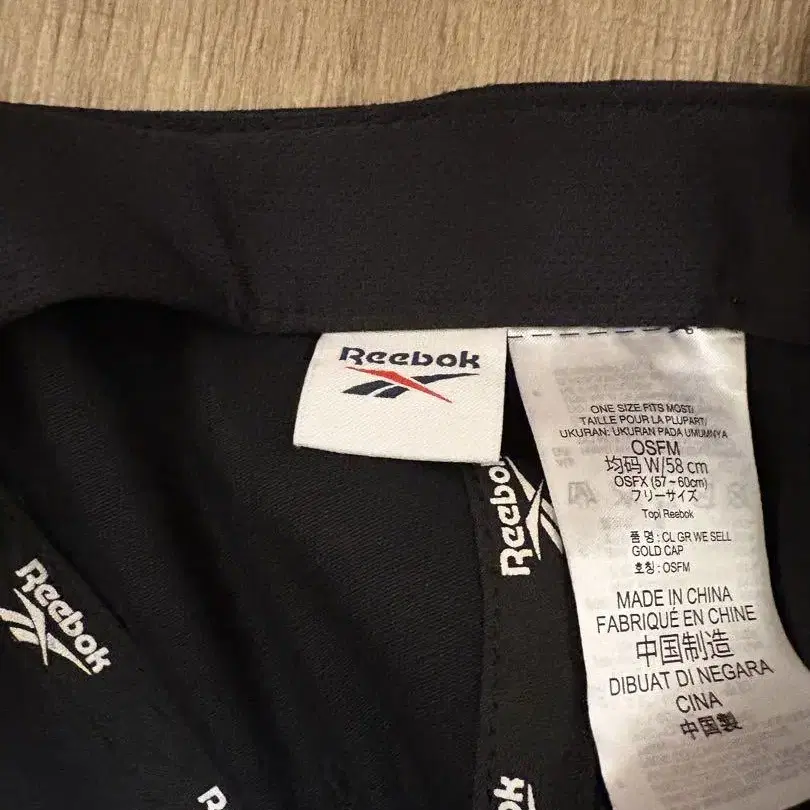 Reebok
ONE SIZE FITS MOST/
TAILLE POUR LA PLUPART/
UKURAN: UKURAN PADA UMUMNYA
OSFM
均码 W/58 cm
OSFX (57~60cm)
フリーサイズ
Topi Reebok
품 명 : CL GR WE SELL
GOLD CAP
호칭 : OSFM
MADE IN CHINA
FABRIQUÉ EN CHINE
中国制造
DIBUAT DI NEGARA
CINA
中国製
Reebok
Reebok
Reebok